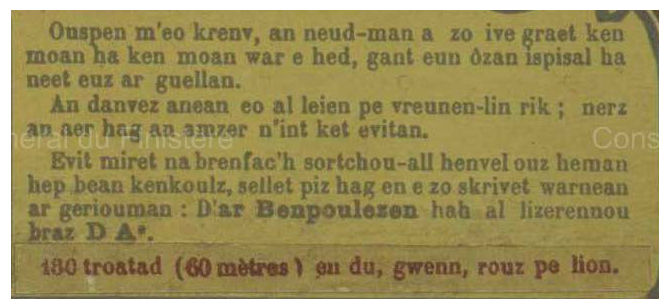 Ouspen m'eo krenv, an neud-man a zo ive graet ken
moan ha ken moan war e hed, gant eun ôzan ispisal ha
neet euz ar guellan.
An danvez anean eo al leien pe vreunen-lin rik ; nerz
an aer hag an amzer n'int ket evitan.
Evit miret na brenfac'h sortchou-all henvel ouz heman
hep bean kenkoulz, sellet piz hag en e zo skrivet warnean
ar geriouman : D'ar Benpoulezen hah al lizerennou
braz D A^e.
180 troatad (60 mètres) en du, gwenn, rouz pe lion.